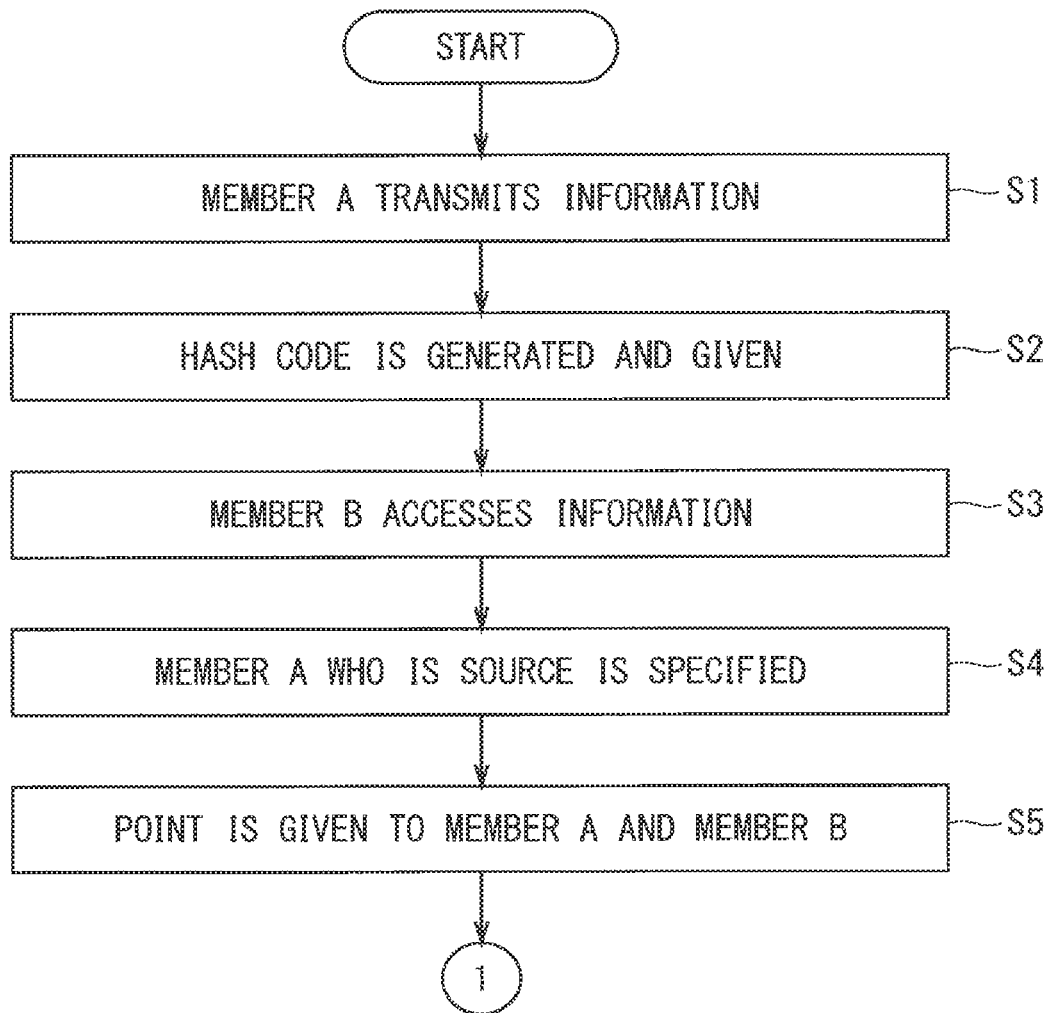 START
MEMBER A TRANSMITS INFORMATION
S1
HASH CODE IS GENERATED AND GIVEN
S2
MEMBER B ACCESSES INFORMATION
S3
MEMBER A WHO IS SOURCE IS SPECIFIED
S4
POINT IS GIVEN TO MEMBER A AND MEMBER B
S5
1